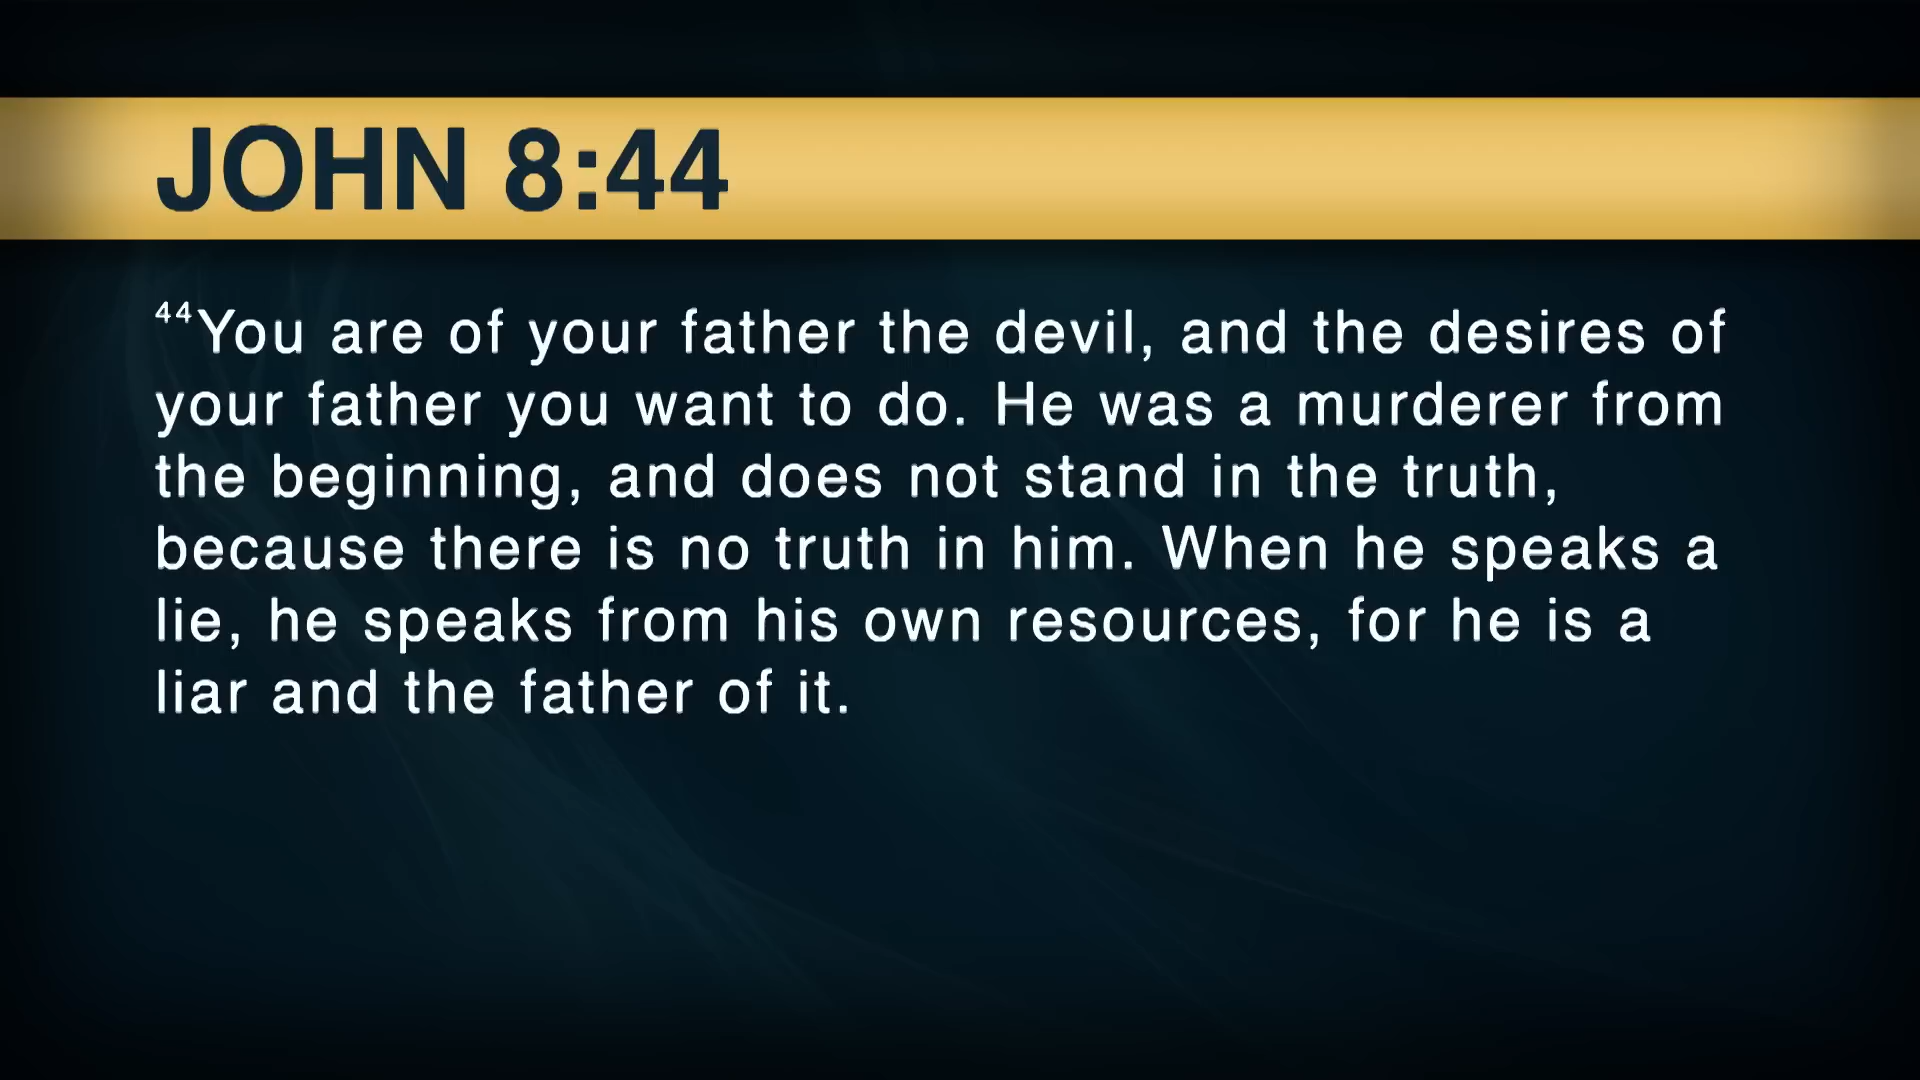 JOHN 8:44
⁴⁴You are of your father the devil, and the desires of
your father you want to do. He was a murderer from
the beginning, and does not stand in the truth,
because there is no truth in him. When he speaks a
lie, he speaks from his own resources, for he is a
liar and the father of it.